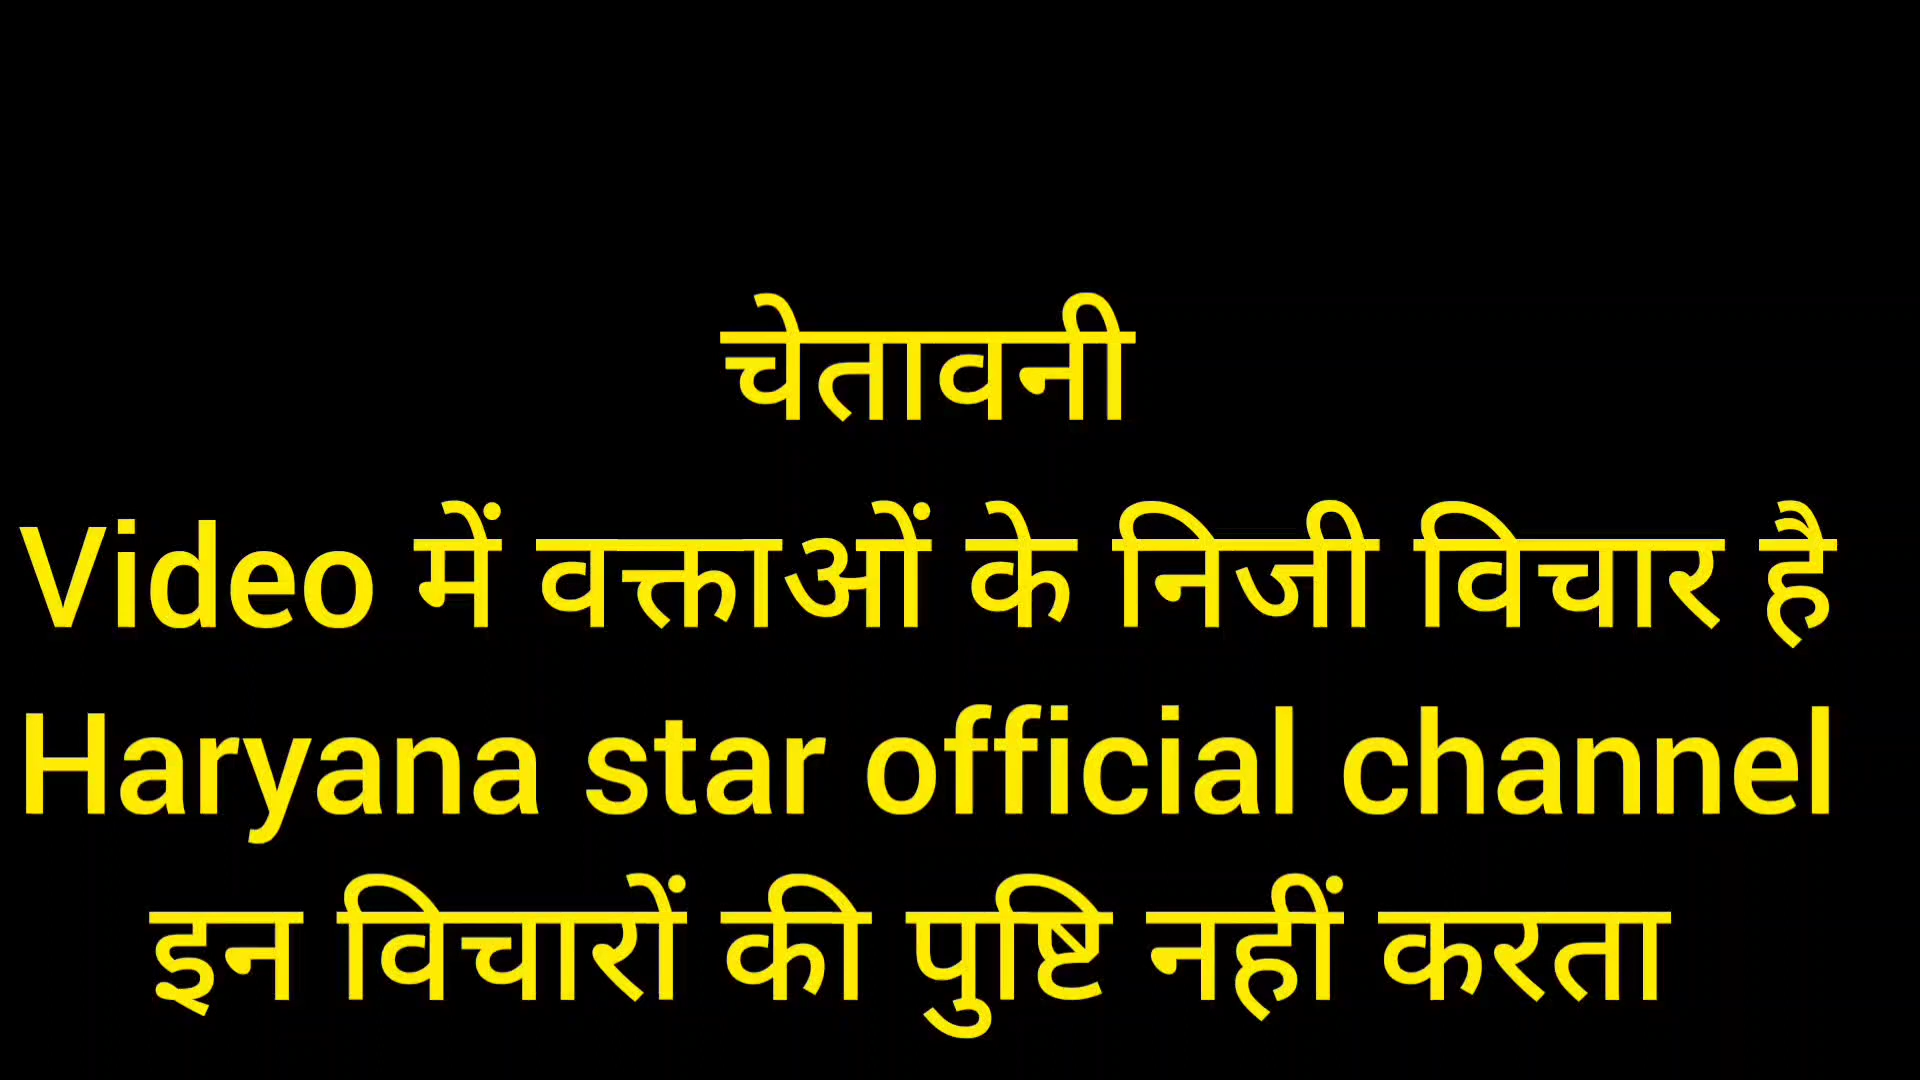 चेतावनी
Video में वक्ताओं के निजी विचार है
Haryana star official channel
इन विचारों की पुष्टि नहीं करता